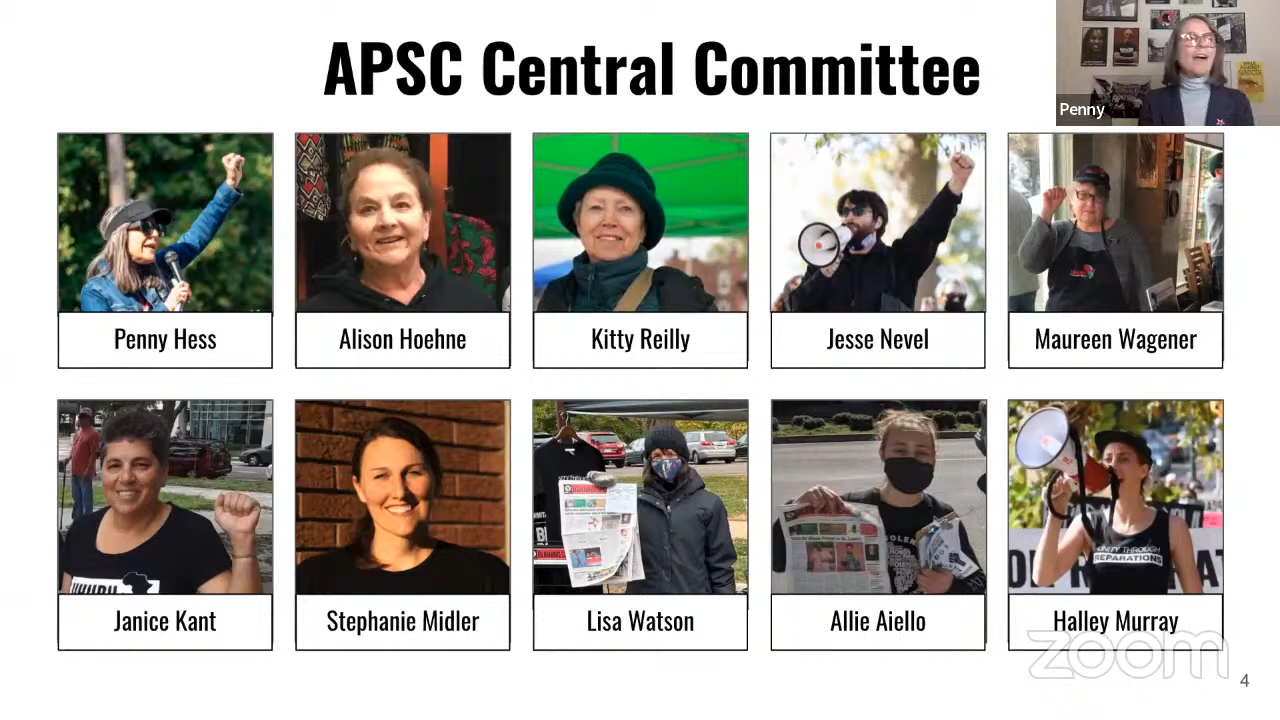 APSC Central Committee
Penny
Penny Hess
Alison Hoehne
Kitty Reilly
Jesse Nevel
Maureen Wagener
UNITY THROUGH
REPARATIONS
Janice Kant
Stephanie Midler
Lisa Watson
Allie Aiello
Halley Murray
zoom
4